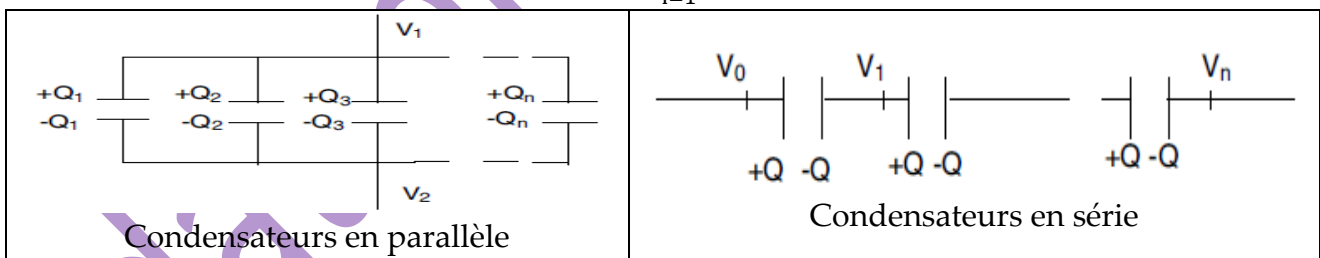 V₁
+Q₁ +Q₂ +Q₃ +Qₙ
-Q₁ -Q₂ -Q₃ -Qₙ
V₂
Condensateurs en parallèle
V₀ V₁ Vₙ
+Q -Q +Q -Q +Q -Q
Condensateurs en série